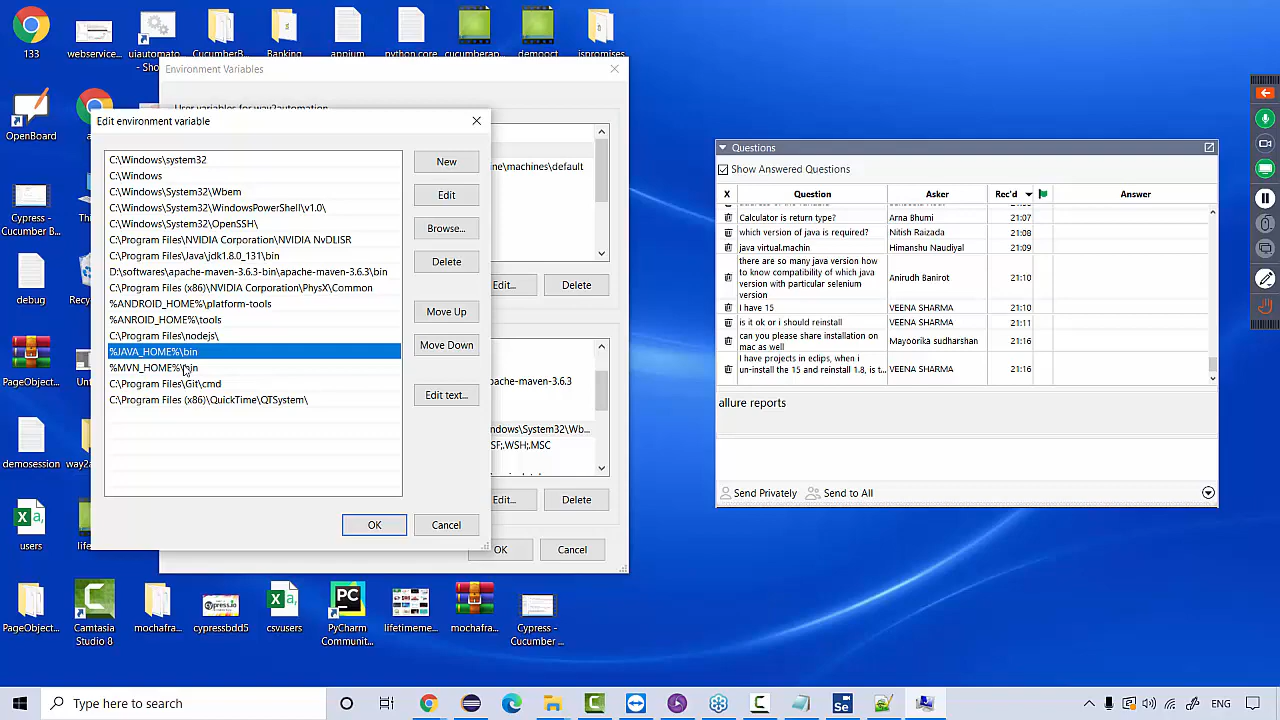 133
webservice...
uiautomato...
- Sho
CucumberB...
Banking
appium
python core
cucumberap...
demooct
ispromises
OpenBoard
Cypress -
Cucumber B...
debug
PageObject...
demosession
users
PageObjec...
Camtasia
Studio 8
mochafra...
cypressbdd5
csvusers
PyCharm
Communit...
lifetimeme...
mochafra...
Cypress -
Cucumber ...
Environment Variables
User variables for way2automation
ne\machines\default
Edit...
Delete
pache-maven-3.6.3
ndows\System32\Wb...
SF;.WSH;.MSC
Edit...
Delete
OK
Cancel
Edit environment variable
C:\Windows\system32
C:\Windows
C:\Windows\System32\Wbem
C:\Windows\System32\WindowsPowerShell\v1.0\
C:\Windows\System32\OpenSSH\
C:\Program Files\NVIDIA Corporation\NVIDIA NvDLISR
C:\Program Files\Java\jdk1.8.0_131\bin
D:\softwares\apache-maven-3.6.3-bin\apache-maven-3.6.3\bin
C:\Program Files (x86)\NVIDIA Corporation\PhysX\Common
%ANDROID_HOME%\platform-tools
%ANROID_HOME%\tools
C:\Program Files\nodejs\
%JAVA_HOME%\bin
%MVN_HOME%\bin
C:\Program Files\Git\cmd
C:\Program Files (x86)\QuickTime\QTSystem\
New
Edit
Browse...
Delete
Move Up
Move Down
Edit text...
OK
Cancel
Questions
Show Answered Questions
X Question Asker Rec'd Answer
Calculator is return type? Arna Bhumi 21:07
which version of java is required? Nitish Raizada 21:08
java virtual.machin Himanshu Naudiyal 21:09
there are so many java version how
to know compatibility of which java
version with particular selenium
version
Anirudh Banirot 21:10
I have 15 VEENA SHARMA 21:10
is it ok or i should reinstall VEENA SHARMA 21:11
can you please share installation on
mac as well
Mayoorika sudharshan 21:16
I have projects in eclips, when i
un-install the 15 and reinstall 1.8, is t...
VEENA SHARMA 21:16
allure reports
Send Privately
Send to All
Type here to search
Se
ENG